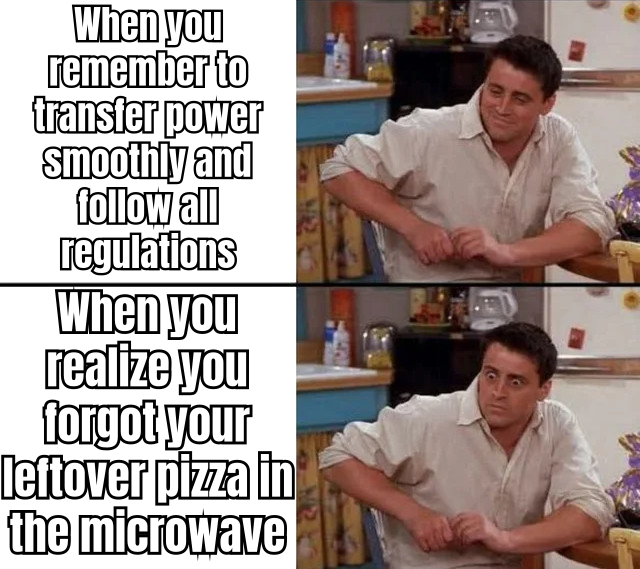 When you
remember to
transfer power
smoothly and
follow all
regulations
When you
realize you
forgot your
leftover pizza in
the microwave